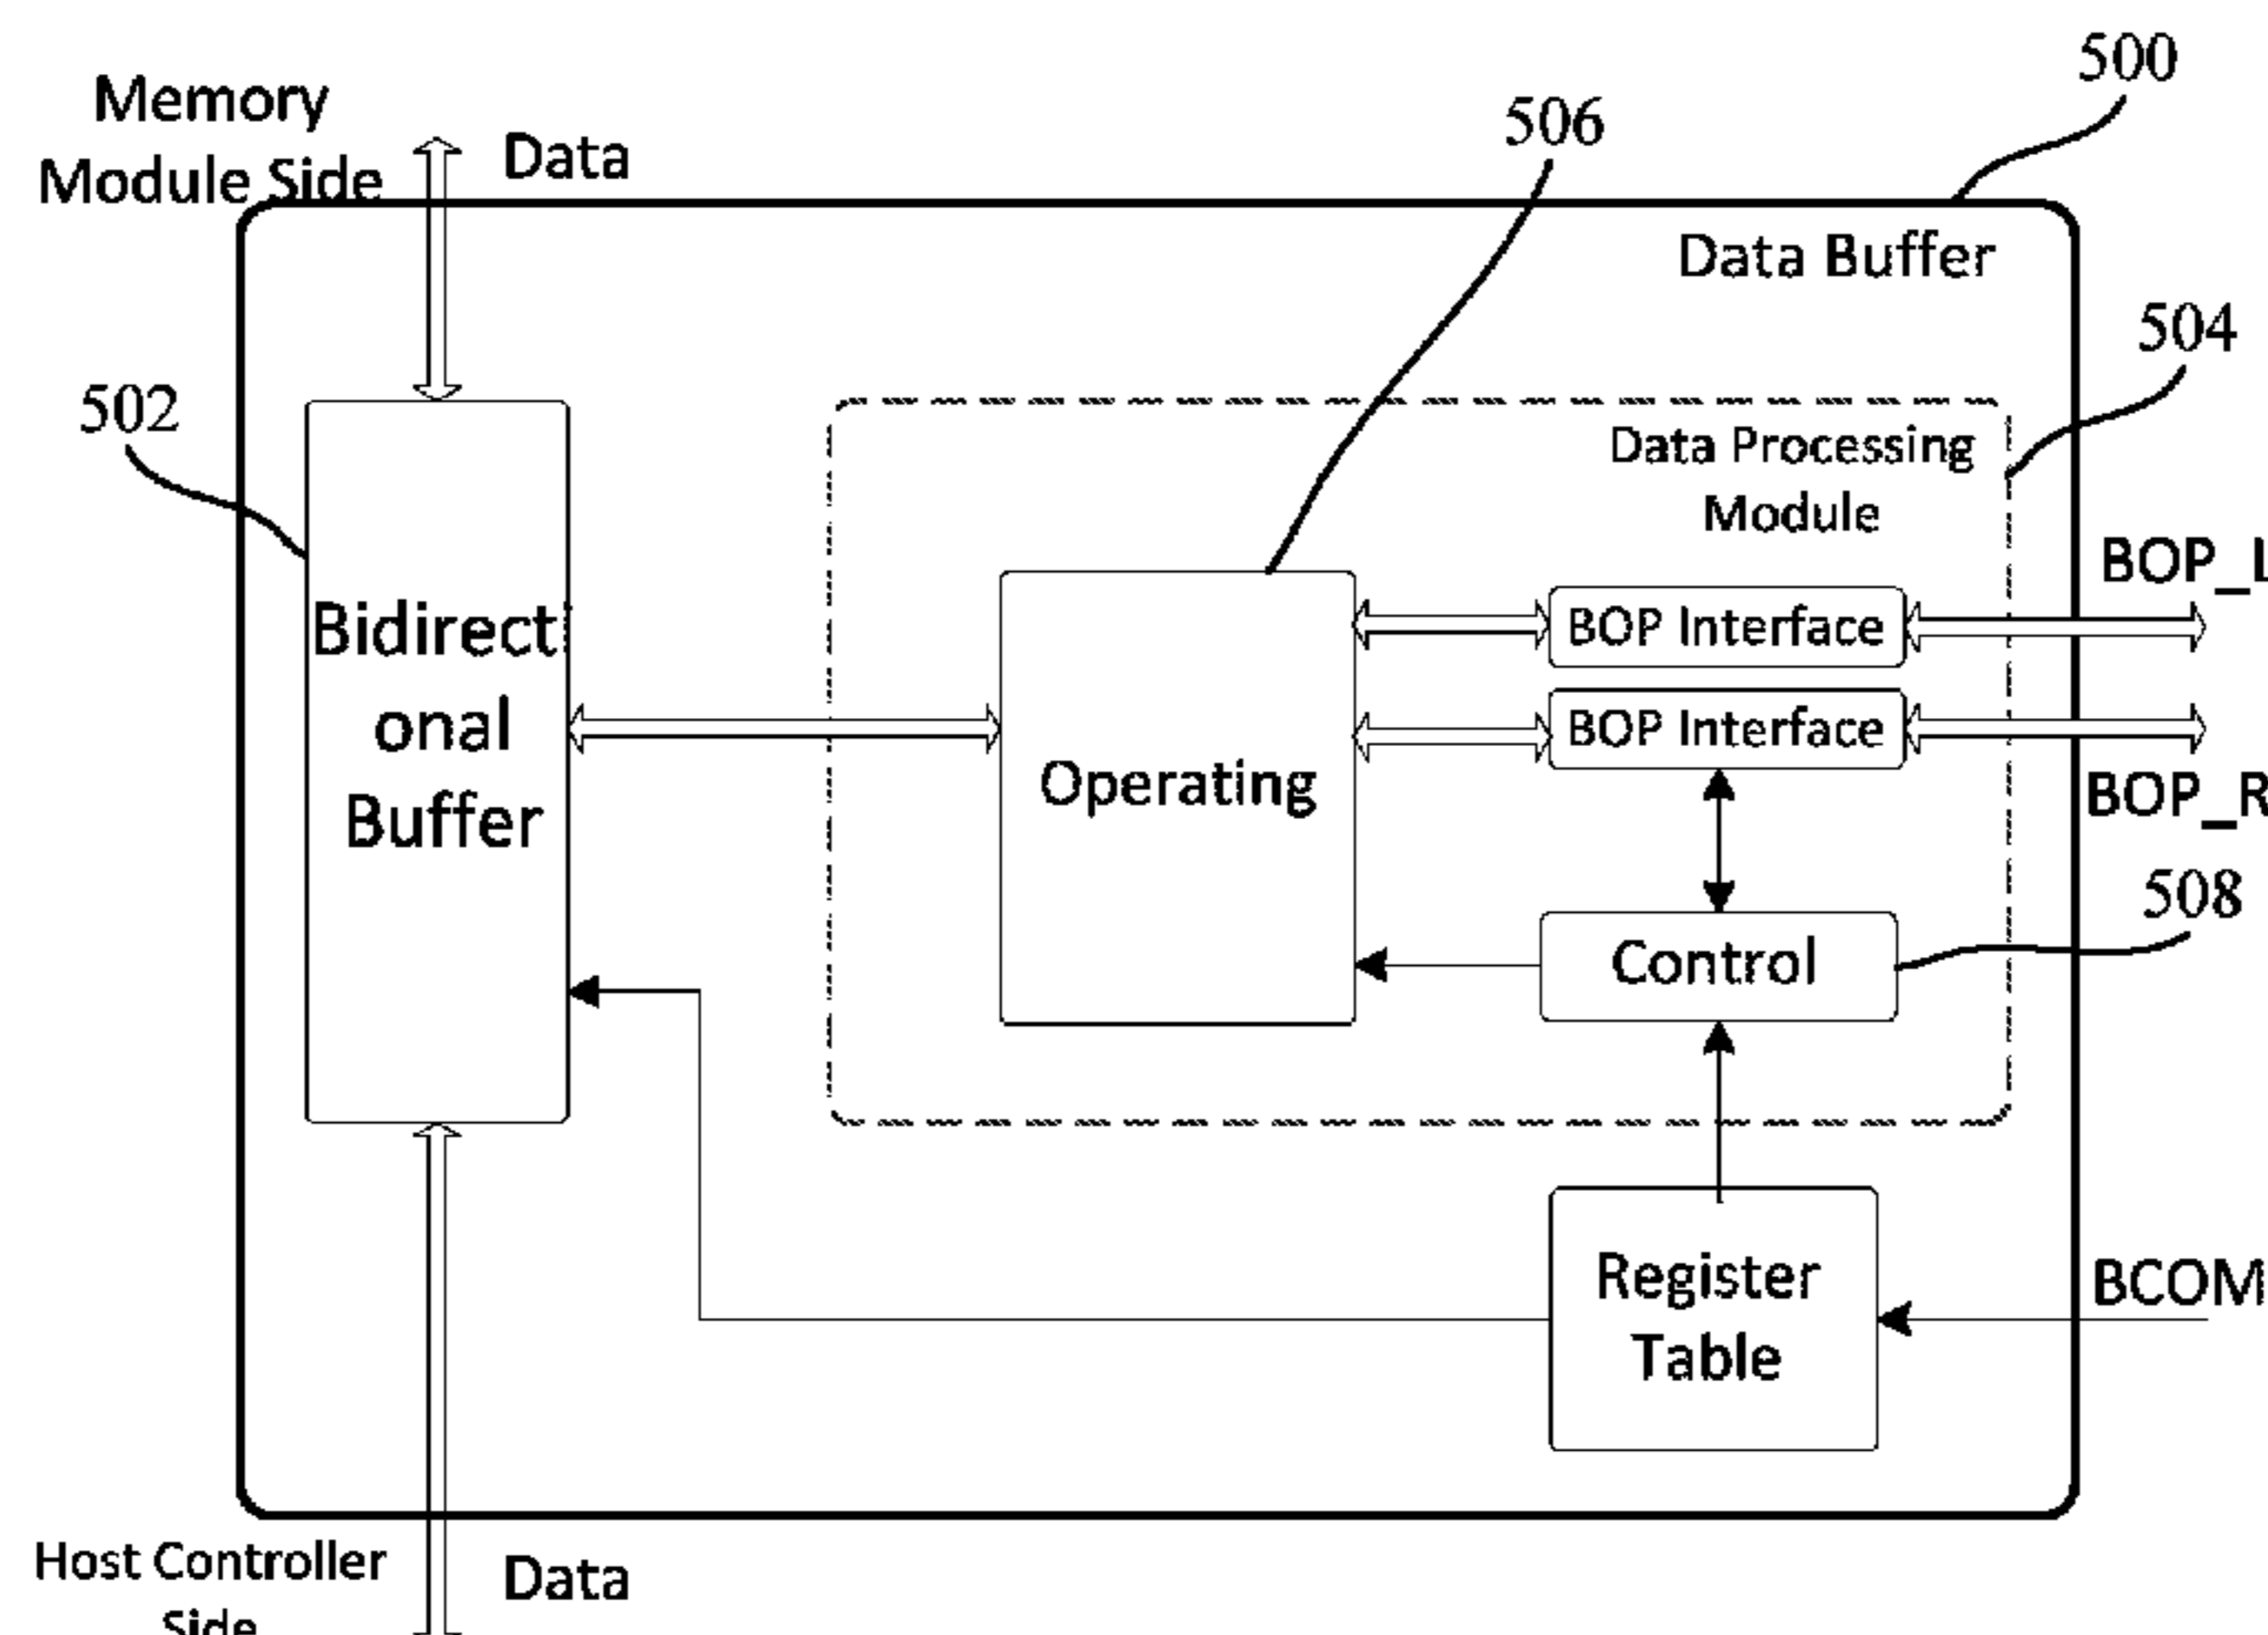 500
506
Memory
Module Side
Data
Data Buffer
504
502
Data Processing
Module
BOP_L
BOP Interface
Bidirecti
onal
Buffer
BOP Interface
Operating
BOP_R
508
Control
Register
Table
BCOM
Host Controller
Side
Data